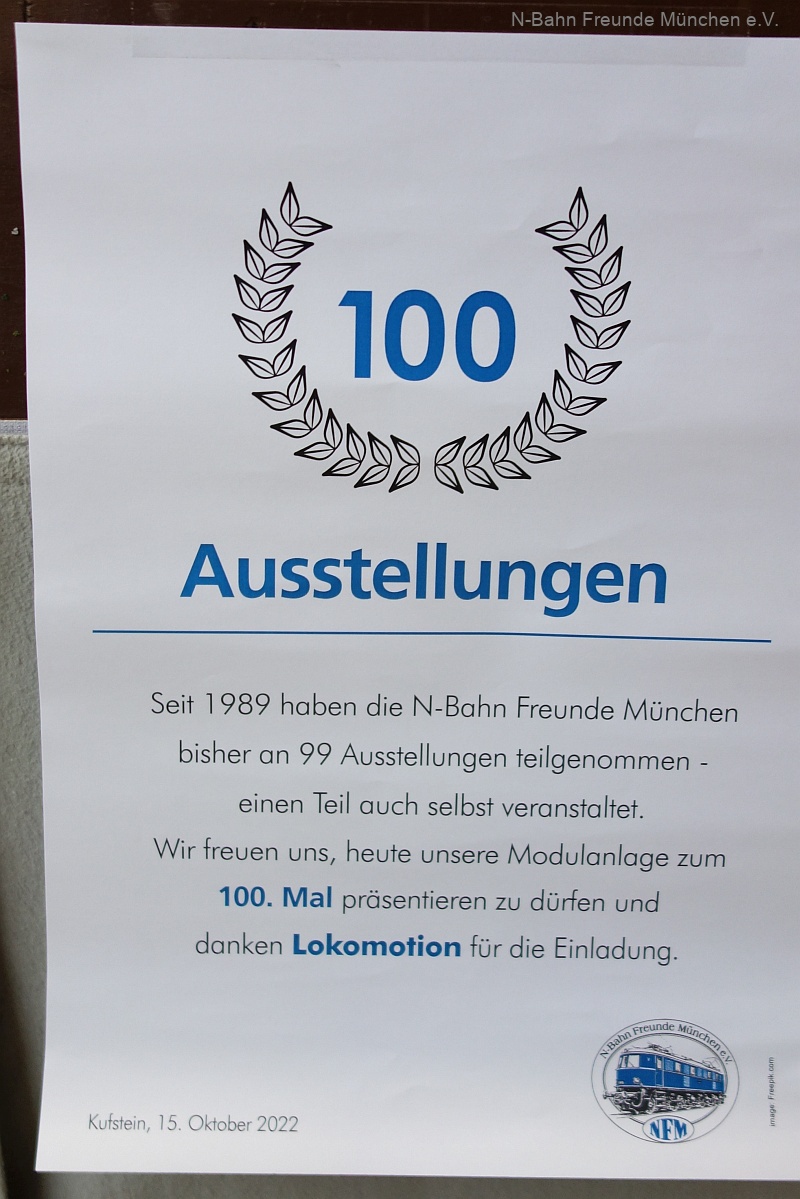 N-Bahn Freunde München e.V.
100
Ausstellungen
Seit 1989 haben die N-Bahn Freunde München
bisher an 99 Ausstellungen teilgenommen -
einen Teil auch selbst veranstaltet.
Wir freuen uns, heute unsere Modulanlage zum
100. Mal präsentieren zu dürfen und
danken Lokomotion für die Einladung.
N-Bahn Freunde München e.V.
NFM
image: Freepik.com
Kufstein, 15. Oktober 2022